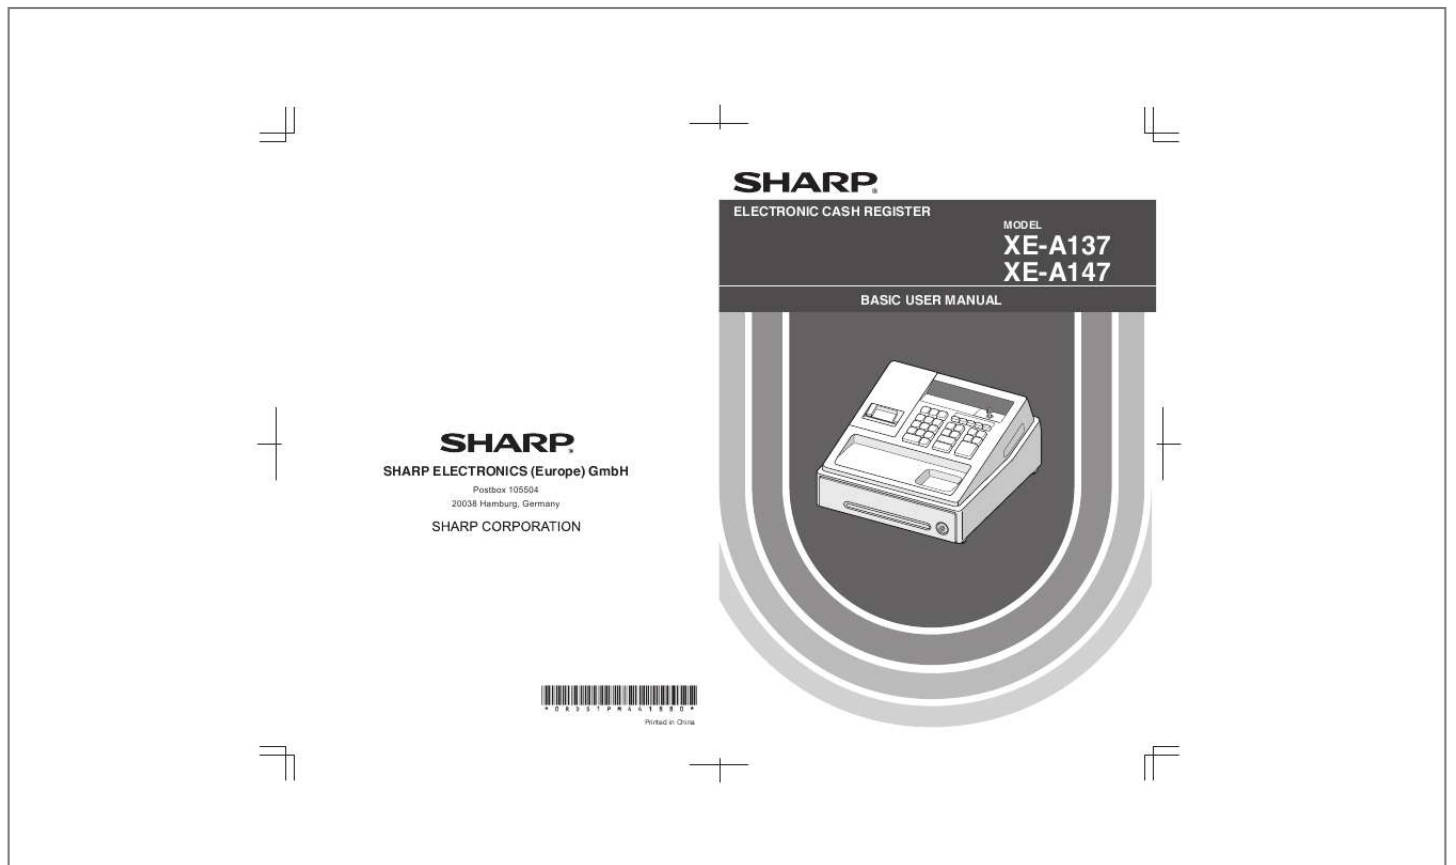 SHARP®
ELECTRONIC CASH REGISTER
MODEL
XE-A137
XE-A147
BASIC USER MANUAL
SHARP®
SHARP ELECTRONICS (Europe) GmbH
Postbox 105504
20038 Hamburg, Germany
SHARP CORPORATION
Printed in China